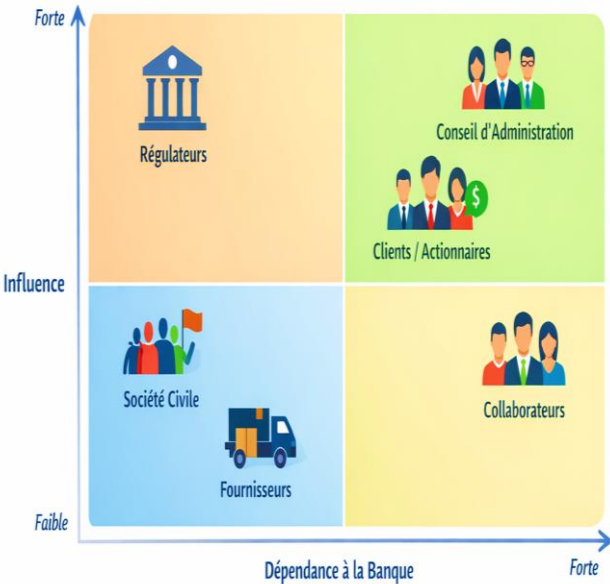 Forte
Régulateurs
Conseil d'Administration
$
Clients / Actionnaires
Influence
Société Civile
Collaborateurs
Fournisseurs
Faible
Dépendance à la Banque
Forte